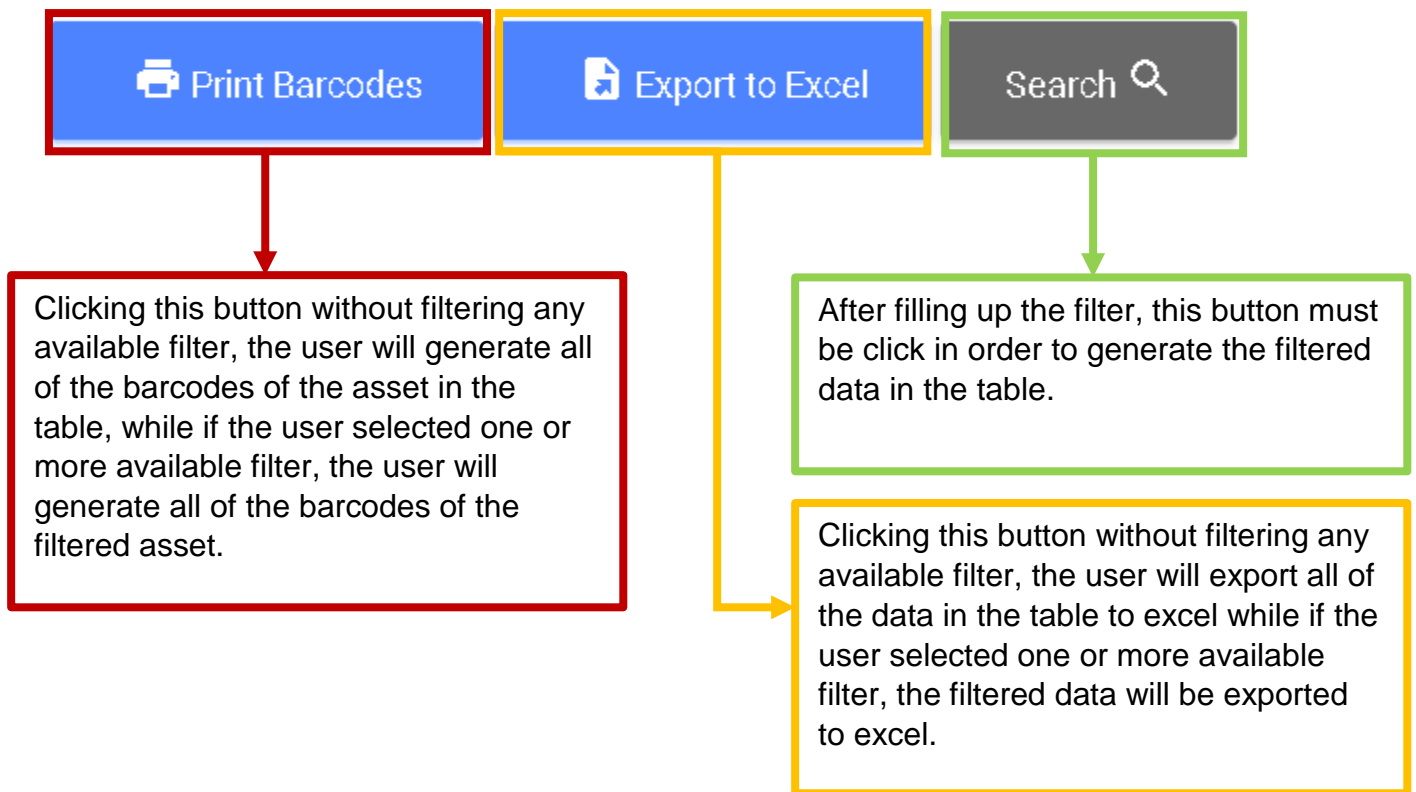 Print Barcodes
Export to Excel
Search
Clicking this button without filtering any
available filter, the user will generate all
of the barcodes of the asset in the
table, while if the user selected one or
more available filter, the user will
generate all of the barcodes of the
filtered asset.
After filling up the filter, this button must
be click in order to generate the filtered
data in the table.
Clicking this button without filtering any
available filter, the user will export all of
the data in the table to excel while if the
user selected one or more available
filter, the filtered data will be exported
to excel.